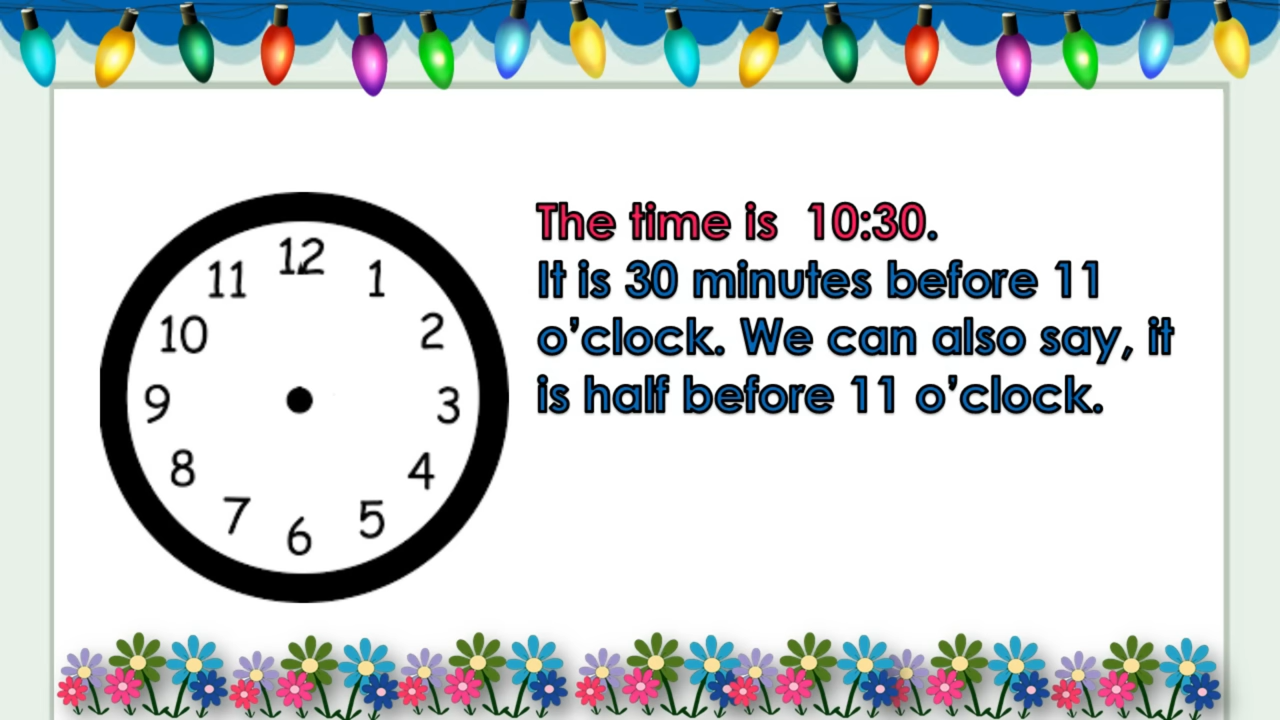 12
11 1
10 2
9 3
8 4
7 5
6
The time is 10:30.
It is 30 minutes before 11
o’clock. We can also say, it
is half before 11 o’clock.